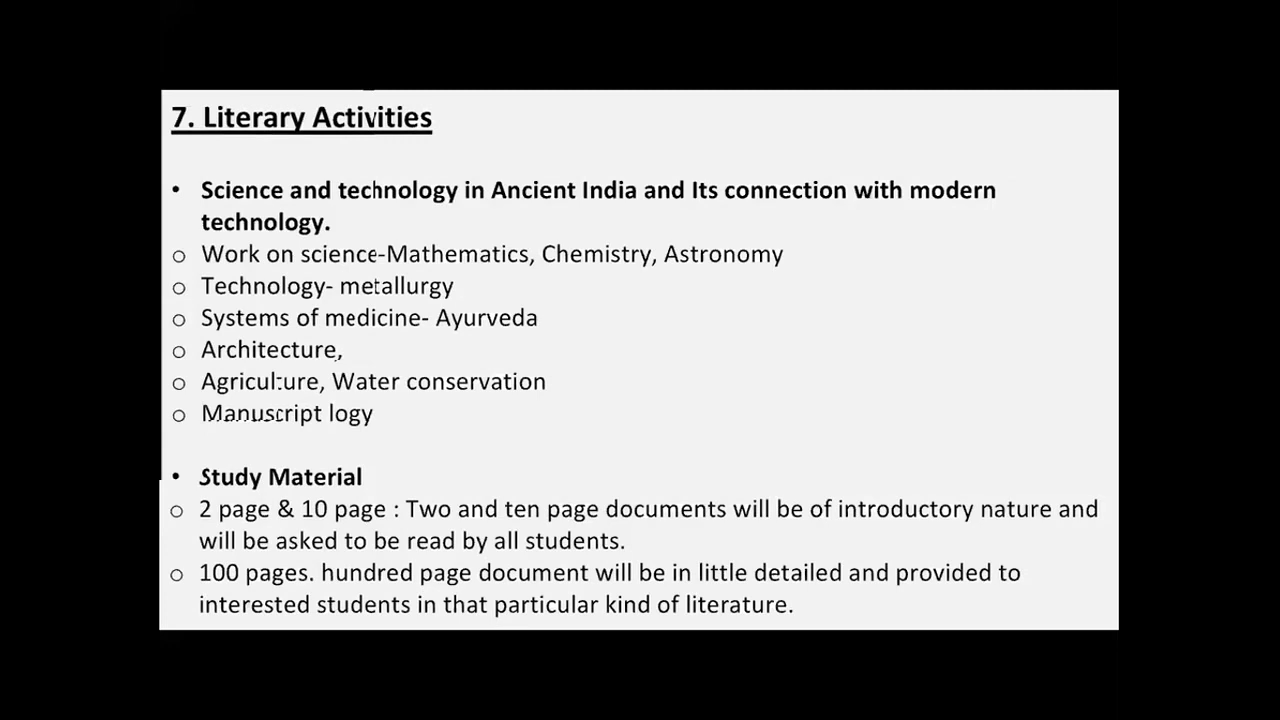 7. Literary Activities
• Science and technology in Ancient India and Its connection with modern
technology.
o Work on science-Mathematics, Chemistry, Astronomy
o Technology- metallurgy
o Systems of medicine- Ayurveda
o Architecture,
o Agriculture, Water conservation
o Manuscript logy
• Study Material
o 2 page & 10 page : Two and ten page documents will be of introductory nature and
will be asked to be read by all students.
o 100 pages. hundred page document will be in little detailed and provided to
interested students in that particular kind of literature.